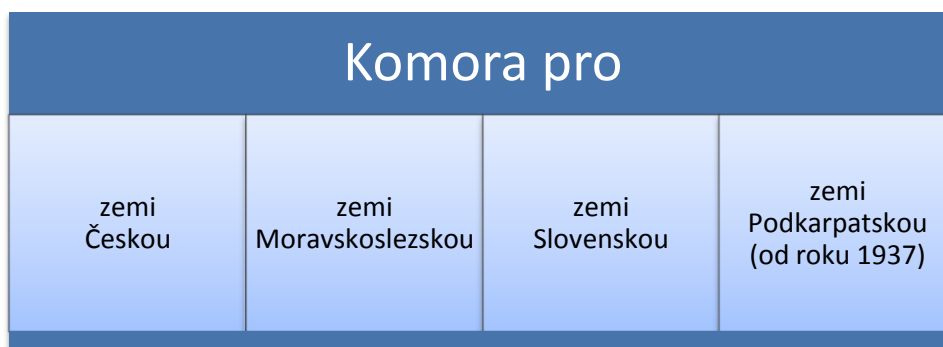 Komora pro
zemi
Českou
zemi
Moravskoslezskou
zemi
Slovenskou
zemi
Podkarpatskou
(od roku 1937)